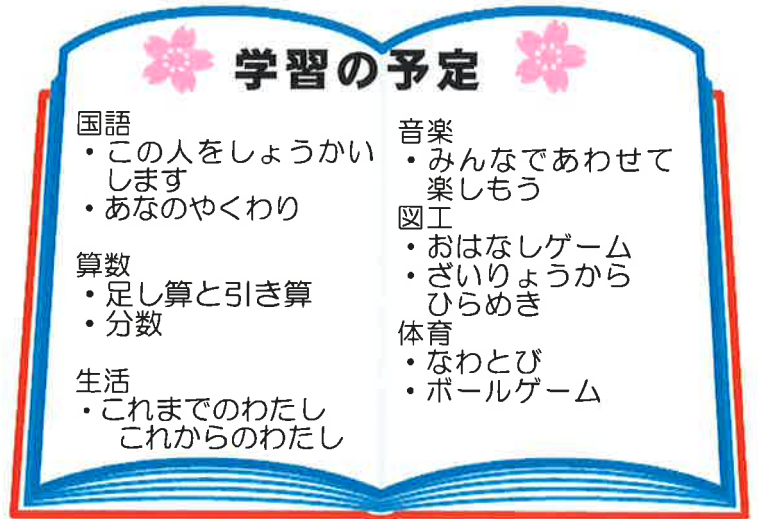 学習の予定
国語
・この人をしょうかい
します
・あなのやくわり
算数
・足し算と引き算
・分数
生活
・これまでのわたし
これからのわたし
音楽
・みんなであわせて
楽しもう
図工
・おはなしゲーム
・ざいりょうから
ひらめき
体育
・なわとび
・ボールゲーム